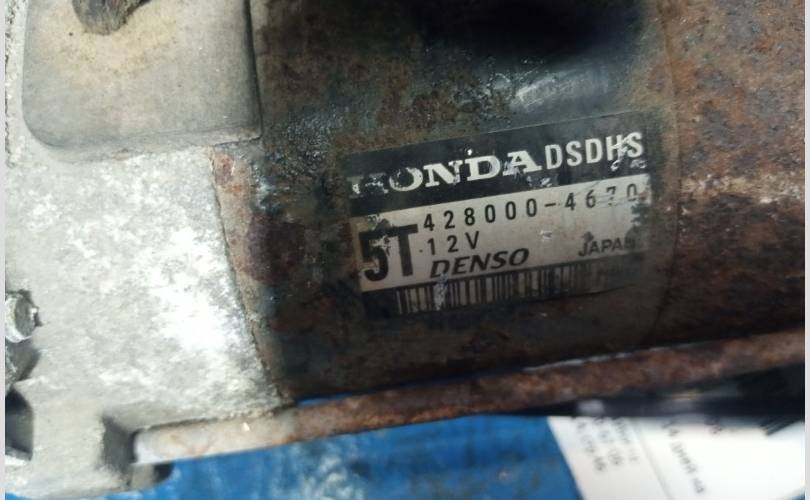 HONDA DSDHS
428000-4670
5T 12V
DENSO JAPAN